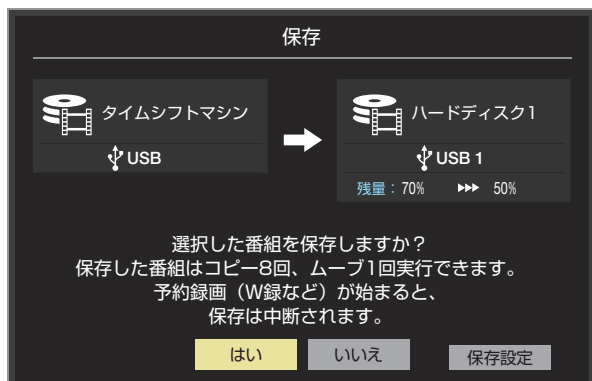 保存
タイムシフトマシン
USB
ハードディスク1
USB 1
残量：70% ▸▸▸ 50%
選択した番組を保存しますか？
保存した番組はコピー8回、ムーブ1回実行できます。
予約録画（W録など）が始まると、
保存は中断されます。
はい
いいえ
保存設定